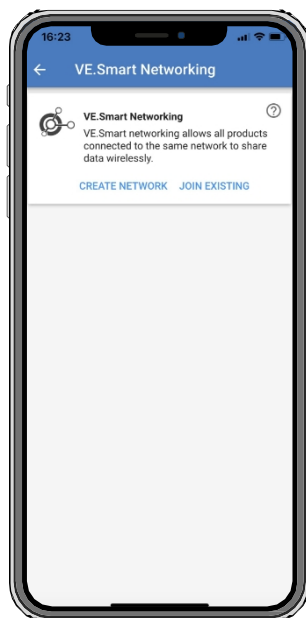 16:23
VE.Smart Networking
VE.Smart Networking
VE.Smart networking allows all products
connected to the same network to share
data wirelessly.
CREATE NETWORK JOIN EXISTING